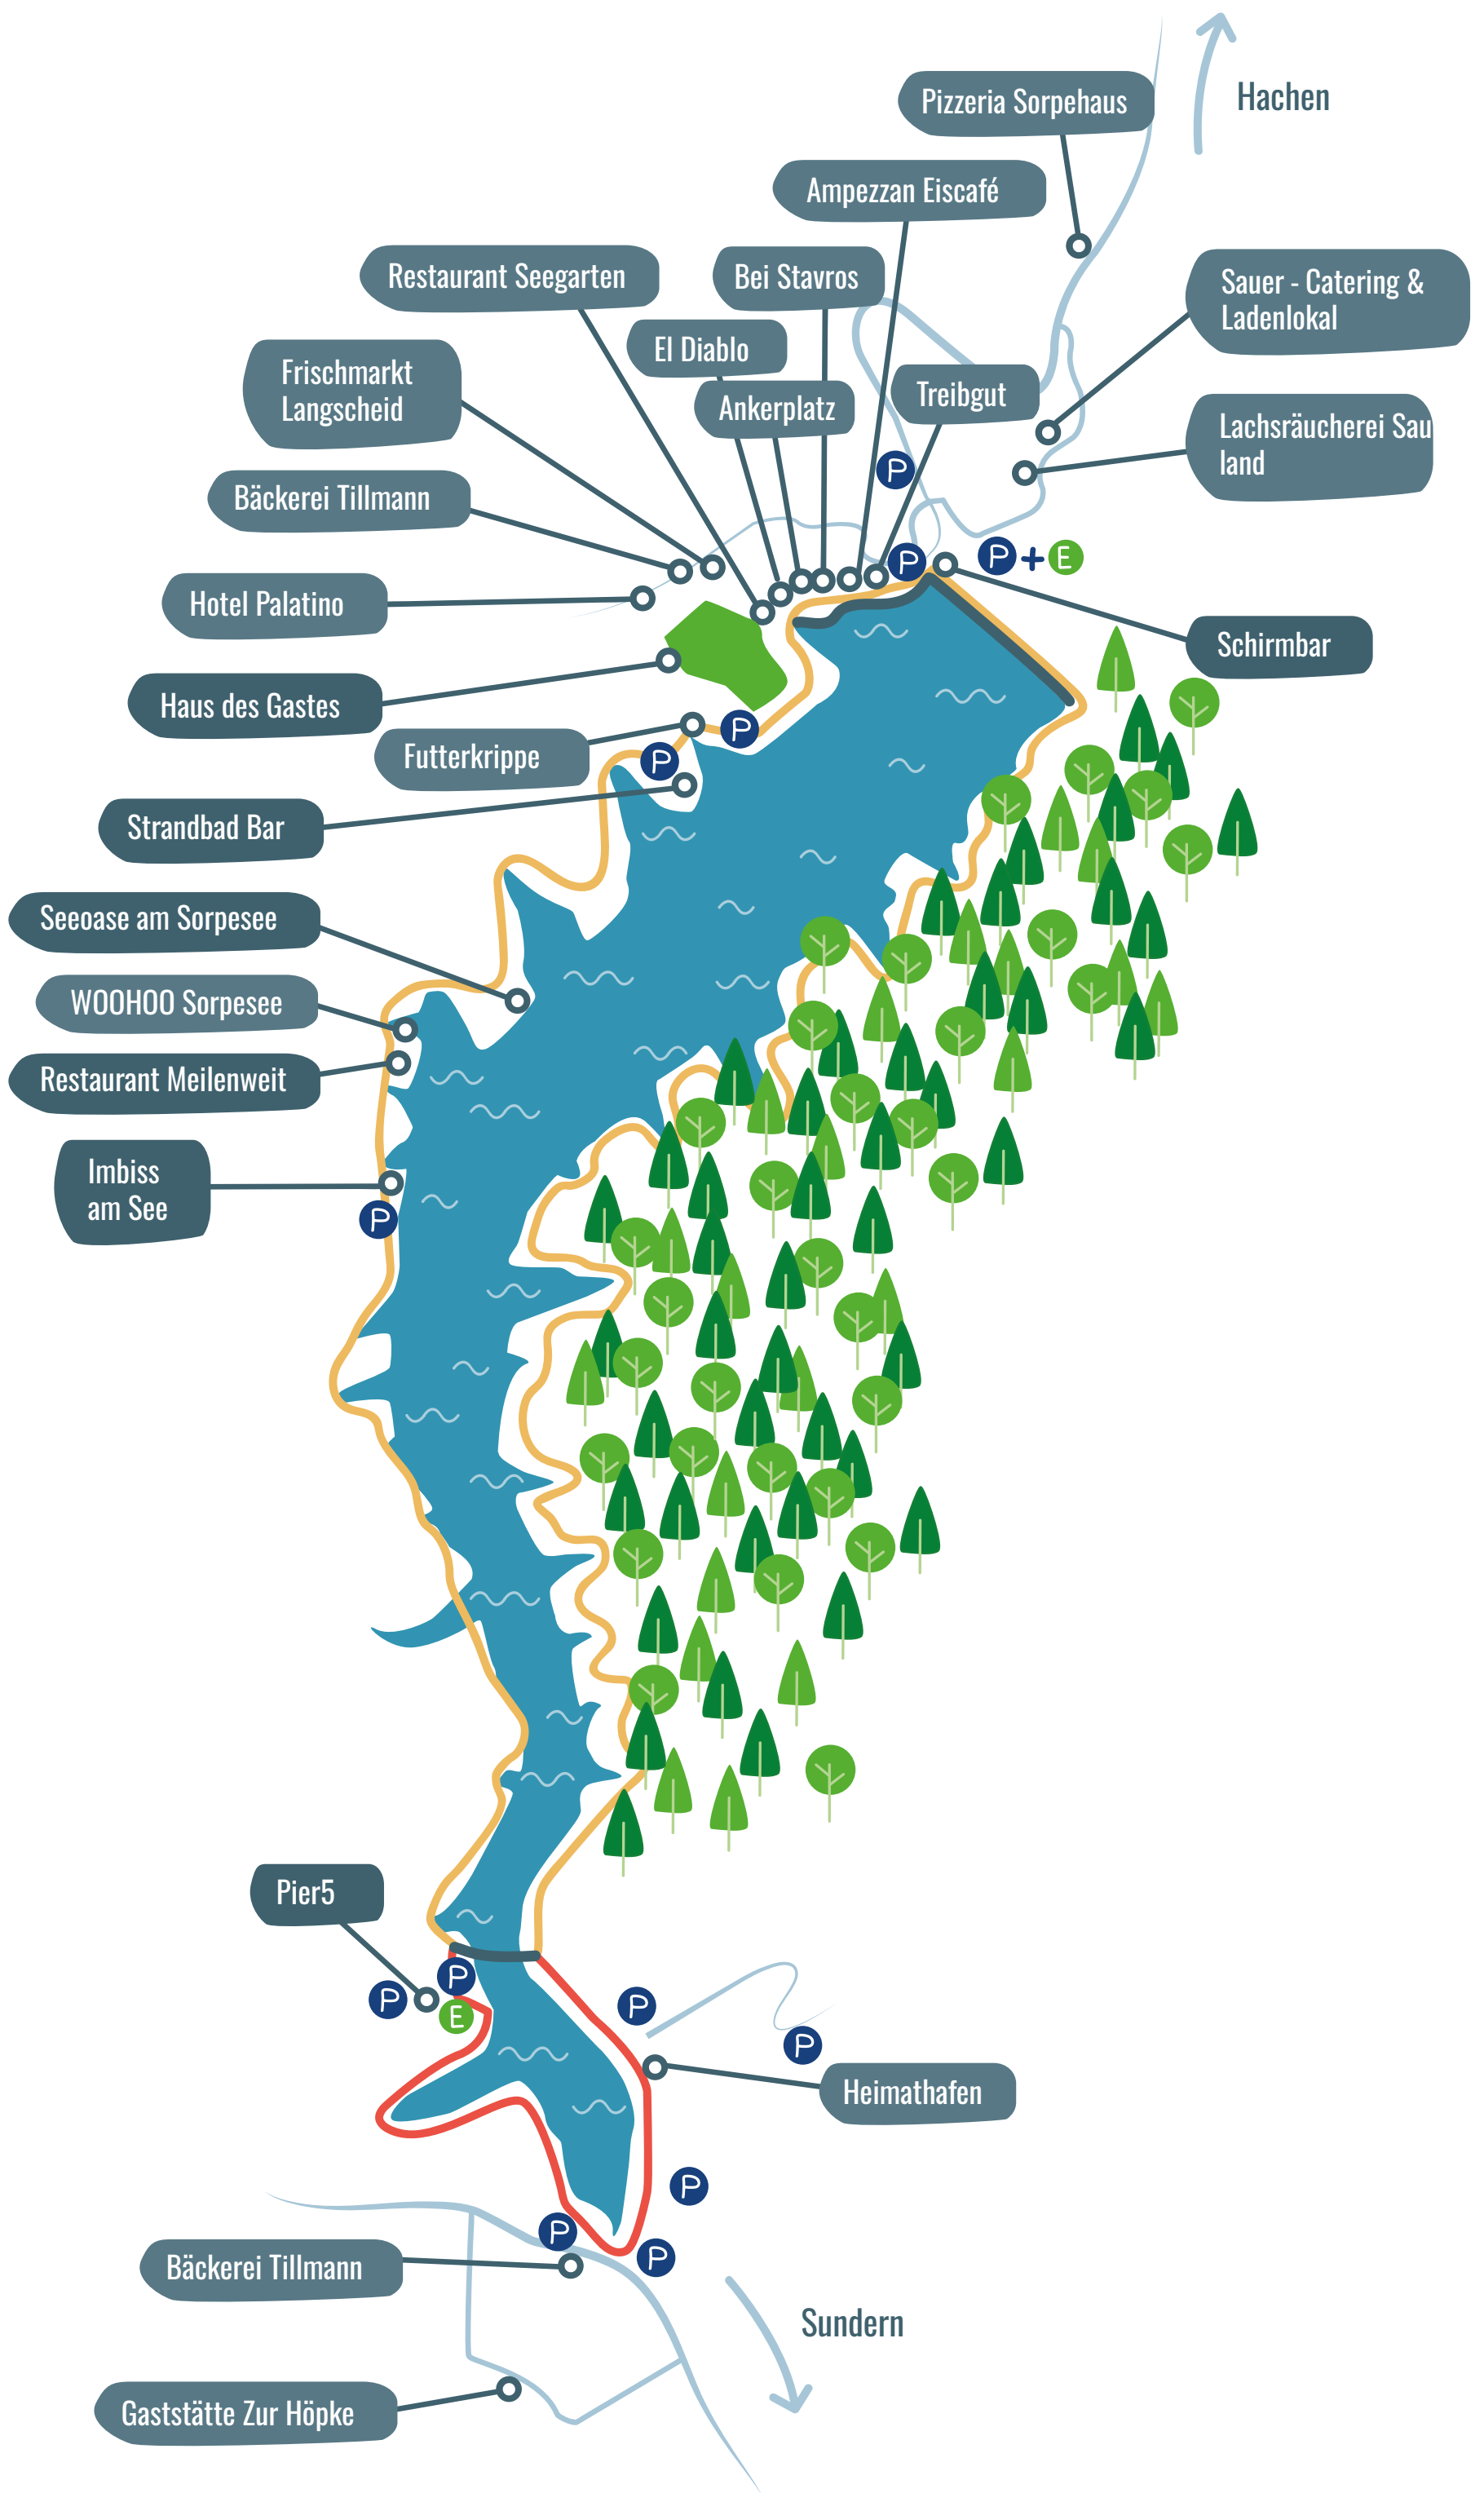 Hachen
Pizzeria Sorpehaus
Ampezzan Eiscafé
Restaurant Seegarten
Bei Stavros
Sauer - Catering &
Ladenlokal
El Diablo
Frischmarkt
Langscheid
Treibgut
Ankerplatz
Lachsräucherei Sau
land
P
Bäckerei Tillmann
P
P + E
Hotel Palatino
Schirmbar
Haus des Gastes
P
Futterkrippe
P
Strandbad Bar
Seeoase am Sorpesee
WOOHOO Sorpesee
Restaurant Meilenweit
Imbiss
am See
P
Pier5
P
P
E
P
P
Heimathafen
P
P
P
Bäckerei Tillmann
Sundern
Gaststätte Zur Höpke